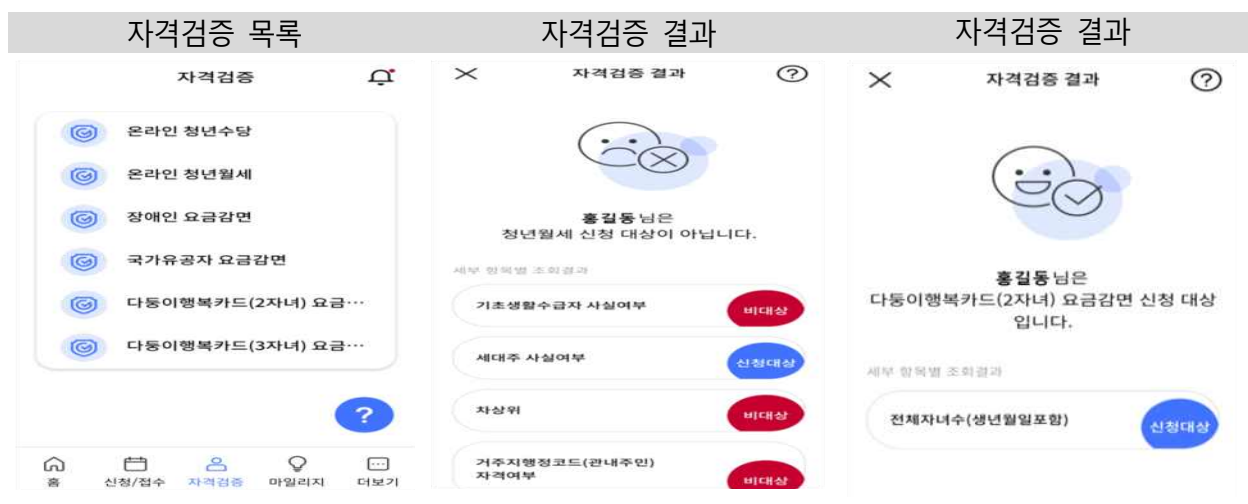 자격검증 목록
자격검증
온라인 청년수당
온라인 청년월세
장애인 요금감면
국가유공자 요금감면
다둥이행복카드(2자녀) 요금…
다둥이행복카드(3자녀) 요금…
?
홈
신청/접수
자격검증
마일리지
더보기
자격검증 결과
자격검증 결과
?
홍길동님은
청년월세 신청 대상이 아닙니다.
세부 항목별 조회결과
기초생활수급자 사실여부
비대상
세대주 사실여부
신청대상
차상위
비대상
거주지행정코드(관내주민)
자격여부
비대상
자격검증 결과
자격검증 결과
?
홍길동님은
다둥이행복카드(2자녀) 요금감면 신청 대상
입니다.
세부 항목별 조회결과
전체자녀수(생년월일포함)
신청대상